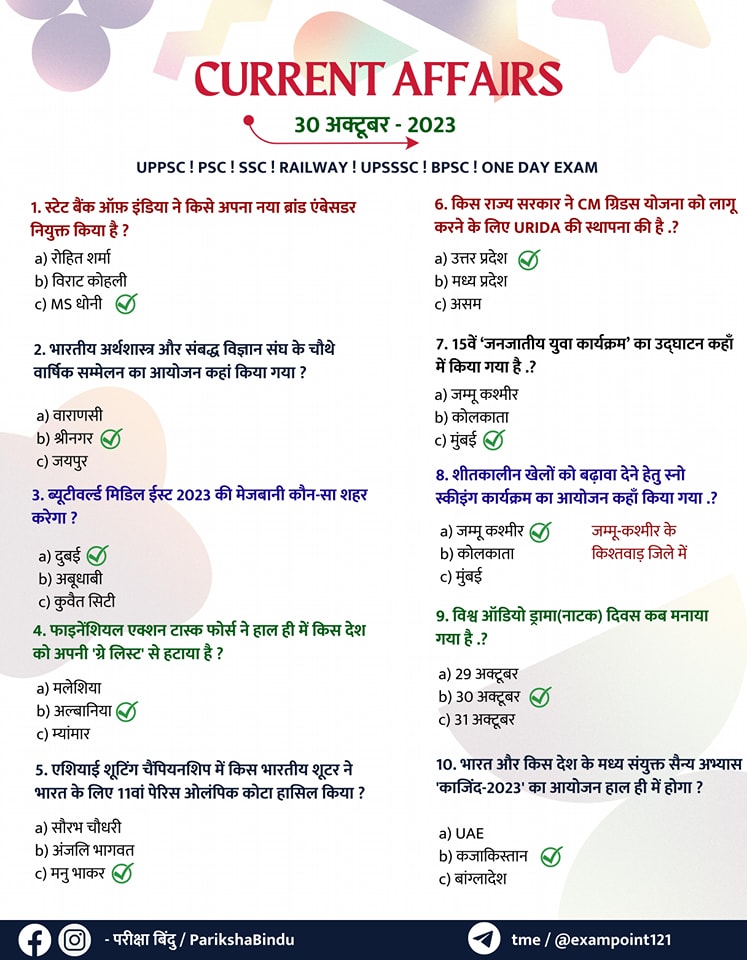 CURRENT AFFAIRS
30 अक्टूबर - 2023
UPPSC ! PSC ! SSC ! RAILWAY ! UPSSSC ! BPSC ! ONE DAY EXAM
1. स्टेट बैंक ऑफ़ इंडिया ने किसे अपना नया ब्रांड एंबेसडर
नियुक्त किया है ?
a) रोहित शर्मा
b) विराट कोहली
c) MS धोनी
2. भारतीय अर्थशास्त्र और संबद्ध विज्ञान संघ के चौथे
वार्षिक सम्मेलन का आयोजन कहां किया गया ?
a) वाराणसी
b) श्रीनगर
c) जयपुर
3. ब्यूटीवर्ल्ड मिडिल ईस्ट 2023 की मेजबानी कौन-सा शहर
करेगा ?
a) दुबई
b) अबूधाबी
c) कुवैत सिटी
4. फाइनेंशियल एक्शन टास्क फोर्स ने हाल ही में किस देश
को अपनी 'ग्रे लिस्ट' से हटाया है ?
a) मलेशिया
b) अल्बानिया
c) म्यांमार
5. एशियाई शूटिंग चैंपियनशिप में किस भारतीय शूटर ने
भारत के लिए 11वां पेरिस ओलंपिक कोटा हासिल किया ?
a) सौरभ चौधरी
b) अंजलि भागवत
c) मनु भाकर
6. किस राज्य सरकार ने CM ग्रिडस योजना को लागू
करने के लिए URIDA की स्थापना की है .?
a) उत्तर प्रदेश
b) मध्य प्रदेश
c) असम
7. 15वें ‘जनजातीय युवा कार्यक्रम’ का उद्घाटन कहाँ
में किया गया है .?
a) जम्मू कश्मीर
b) कोलकाता
c) मुंबई
8. शीतकालीन खेलों को बढ़ावा देने हेतु स्नो
स्कीइंग कार्यक्रम का आयोजन कहाँ किया गया .?
a) जम्मू कश्मीर
b) कोलकाता
c) मुंबई
जम्मू-कश्मीर के
किश्तवाड़ जिले में
9. विश्व ऑडियो ड्रामा(नाटक) दिवस कब मनाया
गया है .?
a) 29 अक्टूबर
b) 30 अक्टूबर
c) 31 अक्टूबर
10. भारत और किस देश के मध्य संयुक्त सैन्य अभ्यास
'काजिंद-2023' का आयोजन हाल ही में होगा ?
a) UAE
b) कजाकिस्तान
c) बांग्लादेश
- परीक्षा बिंदु / ParikshaBindu
tme / @exampoint121